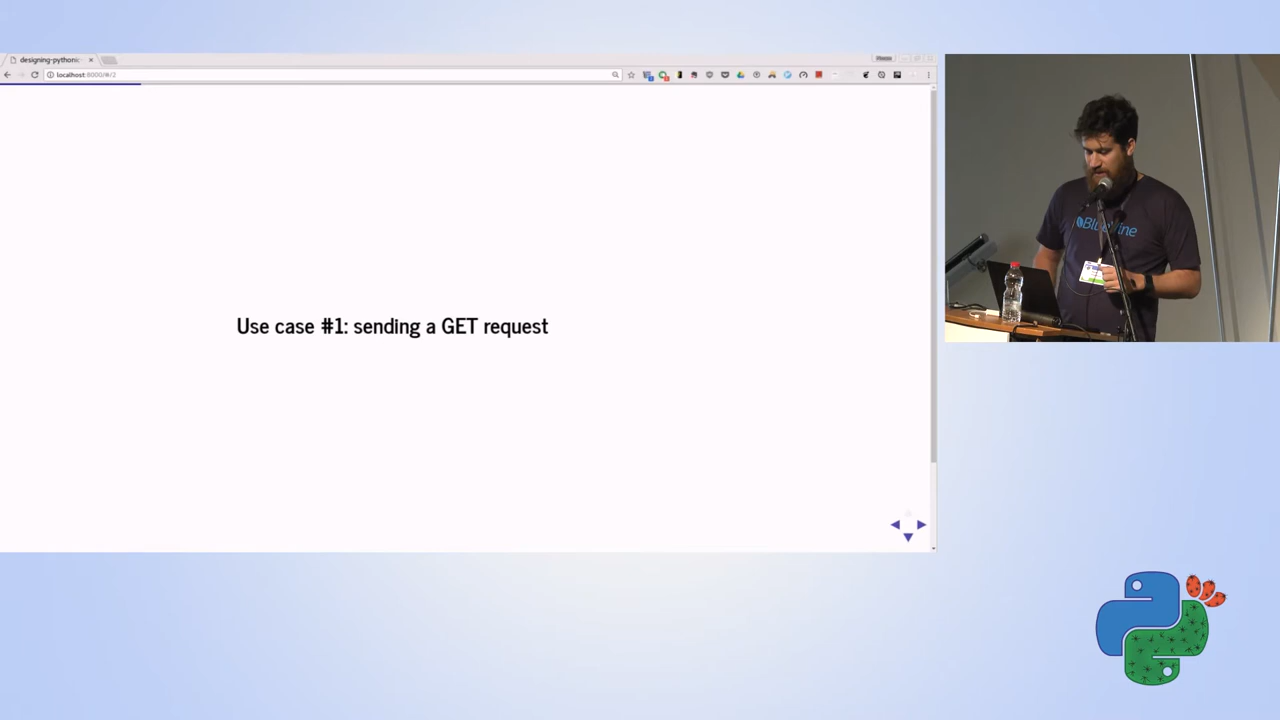 designing-pythonic-
localhost:8000/#/2
Use case #1: sending a GET request